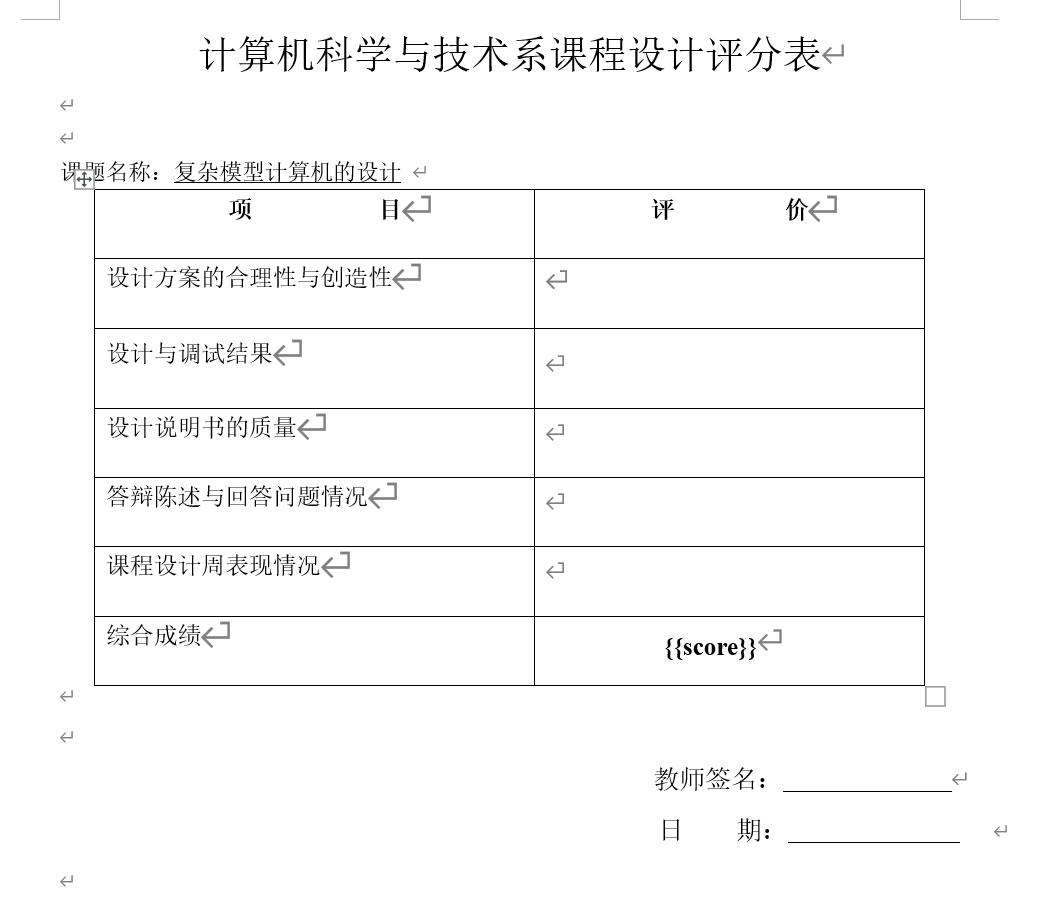 计算机科学与技术系课程设计评分表
课题名称：复杂模型计算机的设计
项 目
评 价
设计方案的合理性与创造性
设计与调试结果
设计说明书的质量
答辩陈述与回答问题情况
课程设计周表现情况
综合成绩
{{score}}
教师签名：
日 期：